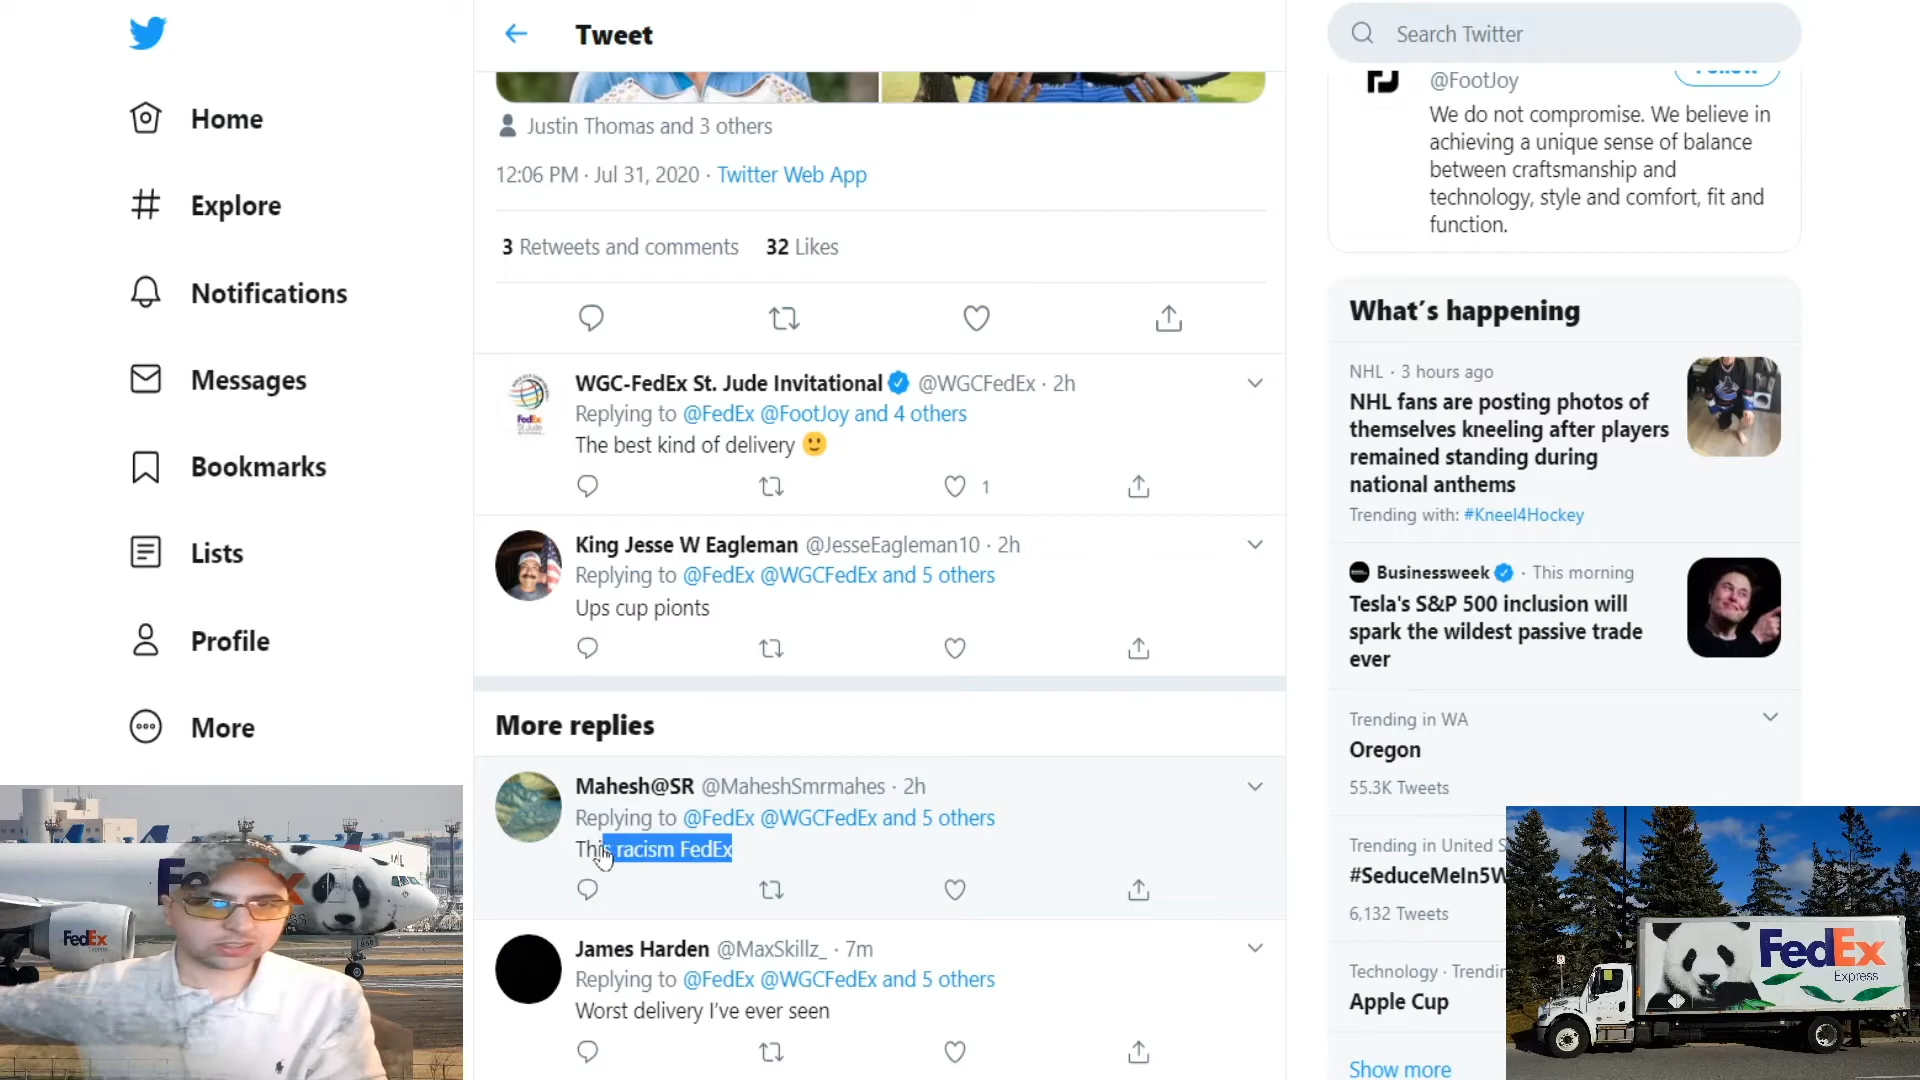 Home
Explore
Notifications
Messages
Bookmarks
Lists
Profile
More
Tweet
Justin Thomas and 3 others
12:06 PM · Jul 31, 2020 · Twitter Web App
3 Retweets and comments 32 Likes
WGC-FedEx St. Jude Invitational @WGCFedEx · 2h
Replying to @FedEx @FootJoy and 4 others
The best kind of delivery 🙂
1
King Jesse W Eagleman @JesseEagleman10 · 2h
Replying to @FedEx @WGCFedEx and 5 others
Ups cup pionts
More replies
Mahesh@SR @MaheshSmrmahes · 2h
Replying to @FedEx @WGCFedEx and 5 others
This racism FedEx
James Harden @MaxSkillz_ · 7m
Replying to @FedEx @WGCFedEx and 5 others
Worst delivery I've ever seen
Search Twitter
@FootJoy
We do not compromise. We believe in
achieving a unique sense of balance
between craftsmanship and
technology, style and comfort, fit and
function.
What's happening
NHL · 3 hours ago
NHL fans are posting photos of
themselves kneeling after players
remained standing during
national anthems
Trending with: #Kneel4Hockey
Businessweek · This morning
Tesla's S&P 500 inclusion will
spark the wildest passive trade
ever
Trending in WA
Oregon
55.3K Tweets
Trending in United S
#SeduceMeIn5W
6,132 Tweets
Technology · Trendin
Apple Cup
Show more
FedEx
Express
FedEx
Express